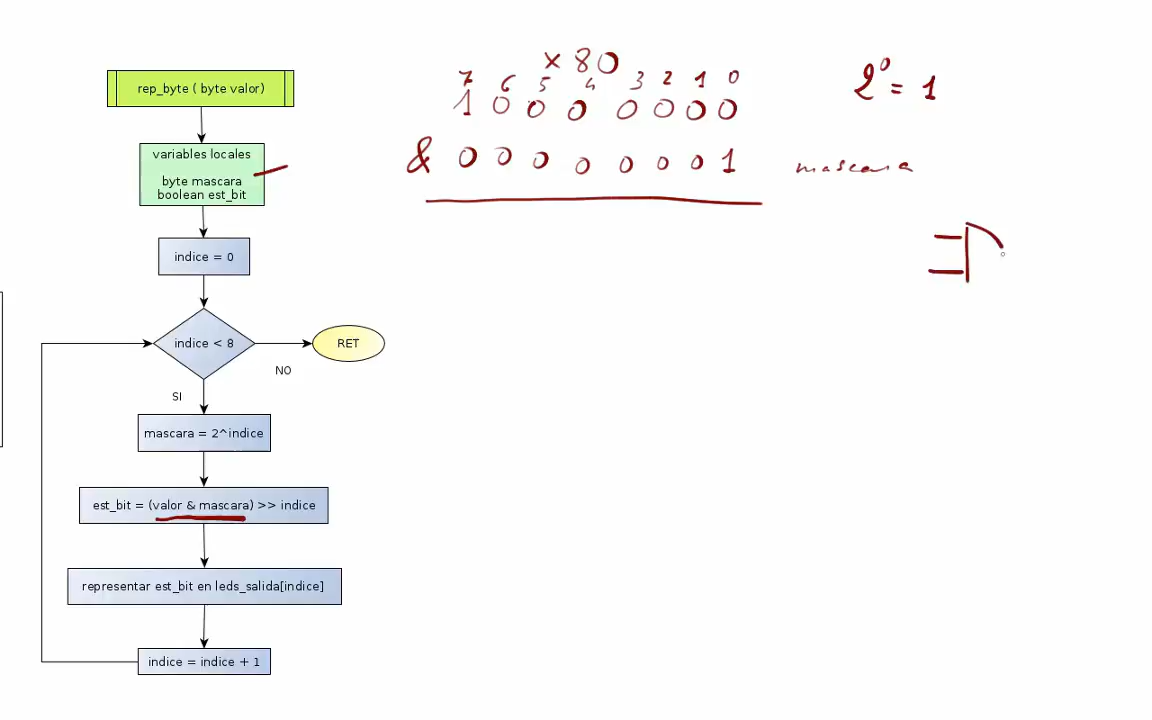 rep_byte ( byte valor)
variables locales
byte mascara
boolean est_bit
indice = 0
indice < 8
RET
NO
SI
mascara = 2^indice
est_bit = (valor & mascara) >> indice
representar est_bit en leds_salida[indice]
indice = indice + 1
x 80
7 6 5 4 3 2 1 0
1 0 0 0 0 0 0 0
& 0 0 0 0 0 0 0 1 mascara
2⁰ = 1